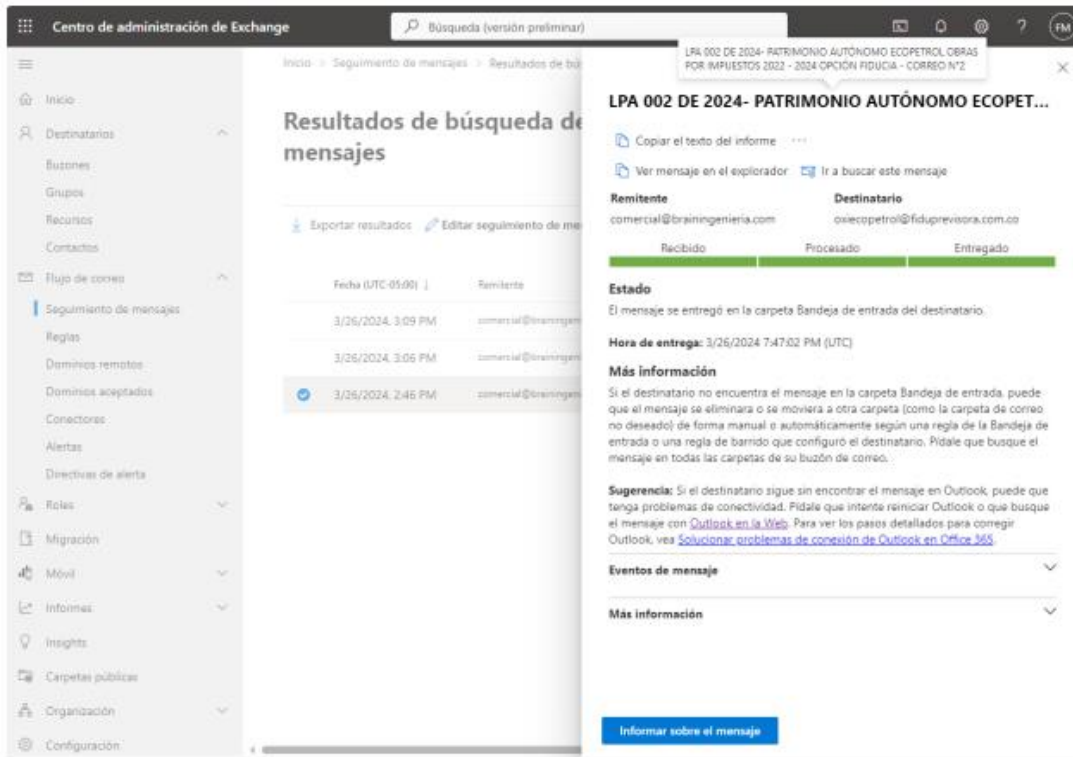 Centro de administración de Exchange
Búsqueda (versión preliminar)
?
FM
LPA 002 DE 2024- PATRIMONIO AUTÓNOMO ECOPETROL OBRAS
POR IMPUESTOS 2022 - 2024 OPCIÓN FIDUCIA - CORREO N°2
Inicio > Seguimiento de mensajes > Resultados de bú
Inicio
Destinatarios
Buzones
Grupos
Recursos
Contactos
Flujo de correo
Seguimiento de mensajes
Reglas
Dominios remotos
Dominios aceptados
Conectores
Alertas
Directivas de alerta
Roles
Migración
Móvil
Informes
Insights
Carpetas públicas
Organización
Configuración
Resultados de búsqueda de
mensajes
Exportar resultados
Editar seguimiento de me
Fecha (UTC-05:00) ↓
Remitente
3/26/2024, 3:09 PM
comercial@brainingeni
3/26/2024, 3:06 PM
comercial@brainingeni
3/26/2024, 2:46 PM
comercial@brainingeni
LPA 002 DE 2024- PATRIMONIO AUTÓNOMO ECOPET...
Copiar el texto del informe ...
Ver mensaje en el explorador
Ir a buscar este mensaje
Remitente
Destinatario
comercial@brainingenieria.com
oxiecopetrol@fiduprevisora.com.co
Recibido
Procesado
Entregado
Estado
El mensaje se entregó en la carpeta Bandeja de entrada del destinatario.
Hora de entrega: 3/26/2024 7:47:02 PM (UTC)
Más información
Si el destinatario no encuentra el mensaje en la carpeta Bandeja de entrada, puede
que el mensaje se eliminara o se moviera a otra carpeta (como la carpeta de correo
no deseado) de forma manual o automáticamente según una regla de la Bandeja de
entrada o una regla de barrido que configuró el destinatario. Pídale que busque el
mensaje en todas las carpetas de su buzón de correo.
Sugerencia: Si el destinatario sigue sin encontrar el mensaje en Outlook, puede que
tenga problemas de conectividad. Pídale que intente reiniciar Outlook o que busque
el mensaje con Outlook en la Web. Para ver los pasos detallados para corregir
Outlook, vea Solucionar problemas de conexión de Outlook en Office 365.
Eventos de mensaje
Más información
Informar sobre el mensaje